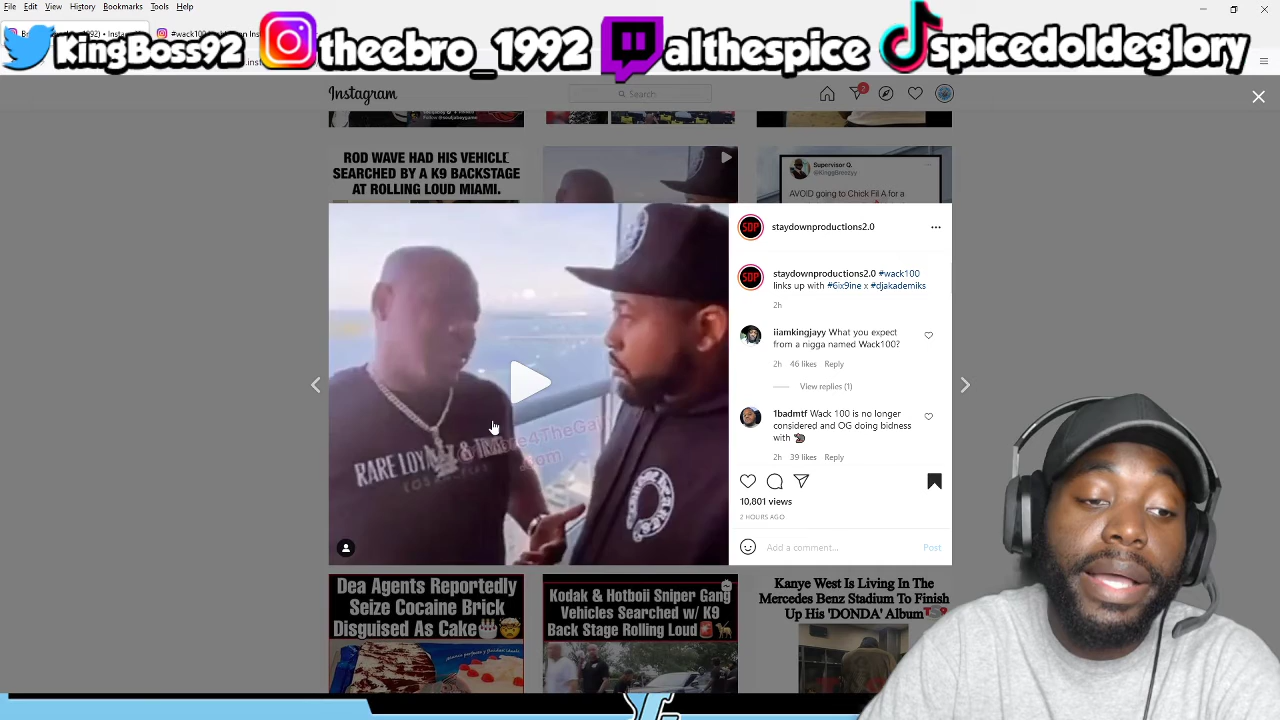 File Edit View History Bookmarks Tools Help
KingBoss92 theebro_1992 althespice spicedoldeglory
Instagram
Search
2
ROD WAVE HAD HIS VEHICLE
SEARCHED BY A K9 BACKSTAGE
AT ROLLING LOUD MIAMI.
Supervisor Q.
@KinggBreezyy
AVOID going to Chick Fil A for a
RARE LOYAL
SDP staydownproductions2.0
SDP staydownproductions2.0 #wack100
links up with #6ix9ine x #djakademiks
2h
iiamkingjayy What you expect
from a nigga named Wack100?
2h 46 likes Reply
View replies (1)
1badmtf Wack 100 is no longer
considered and OG doing bidness
with
2h 39 likes Reply
10,801 views
2 HOURS AGO
Add a comment... Post
Dea Agents Reportedly
Seize Cocaine Brick
Disguised As Cake
Kodak & Hotboii Sniper Gang
Vehicles Searched w/ K9
Back Stage Rolling Loud
Kanye West Is Living In The
Mercedes Benz Stadium To Finish
Up His 'DONDA' Album